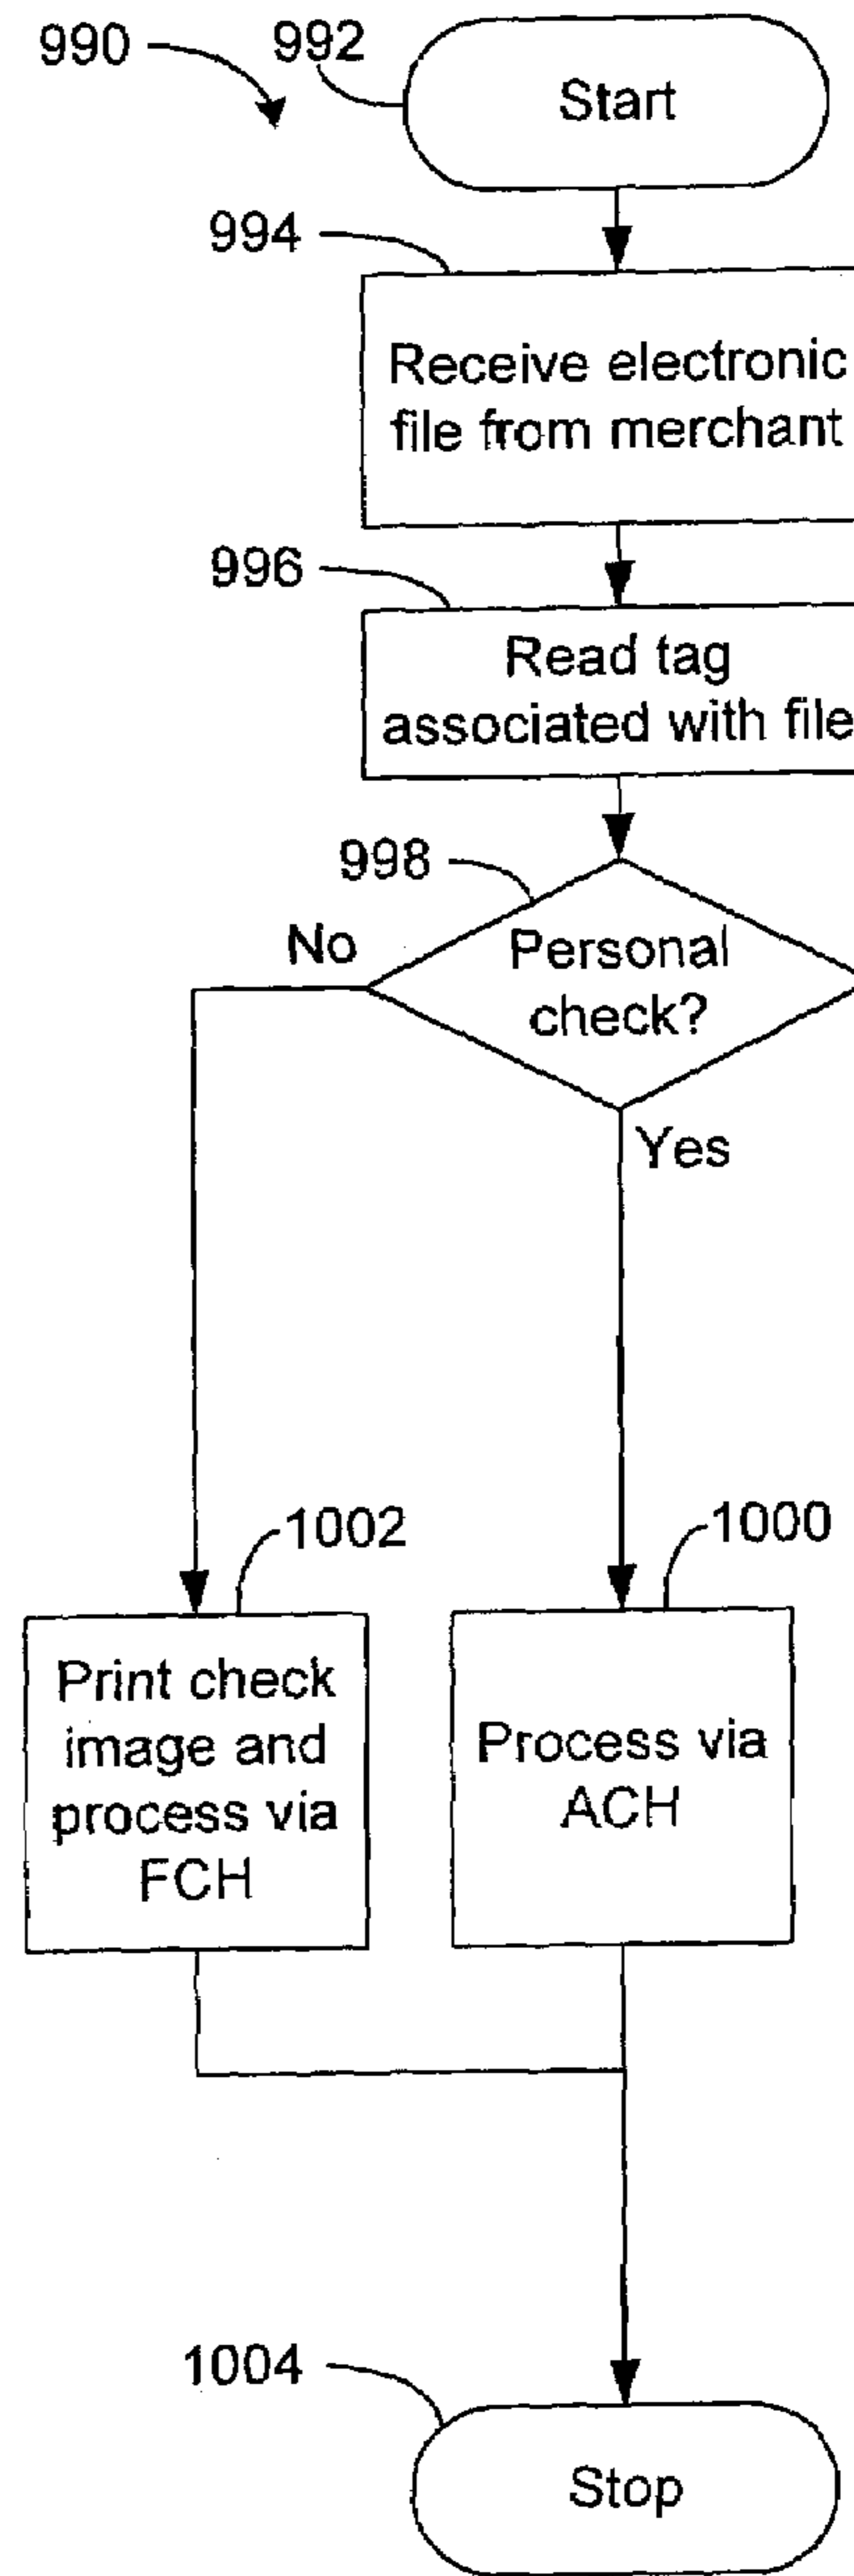 990
992
Start
994
Receive electronic
file from merchant
996
Read tag
associated with file
998
No
Personal
check?
Yes
1002
1000
Print check
image and
process via
FCH
Process via
ACH
1004
Stop